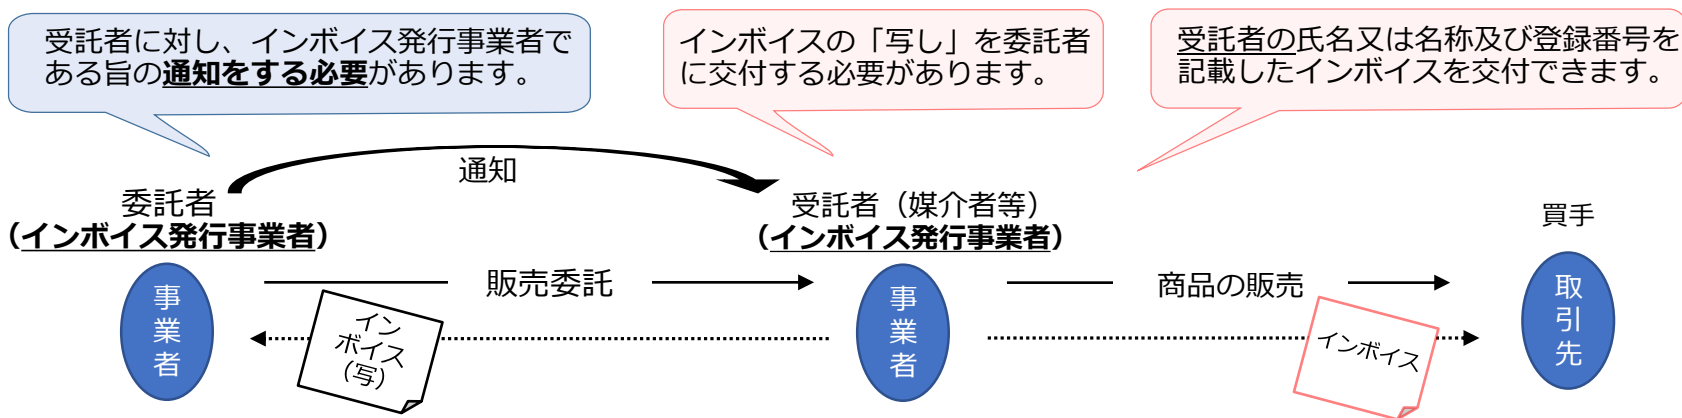 受託者に対し、インボイス発行事業者で
ある旨の通知をする必要があります。
インボイスの「写し」を委託者
に交付する必要があります。
受託者の氏名又は名称及び登録番号を
記載したインボイスを交付できます。
通知
委託者
（インボイス発行事業者）
受託者（媒介者等）
（インボイス発行事業者）
買手
事業者
販売委託
事業者
商品の販売
取引先
イン
ボイス
（写）
インボイス